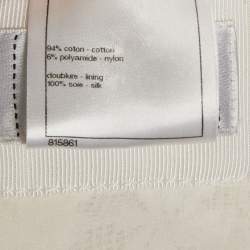 94% coton - cotton
6% polyamide - nylon
doublure - lining
100% soie - silk
815861